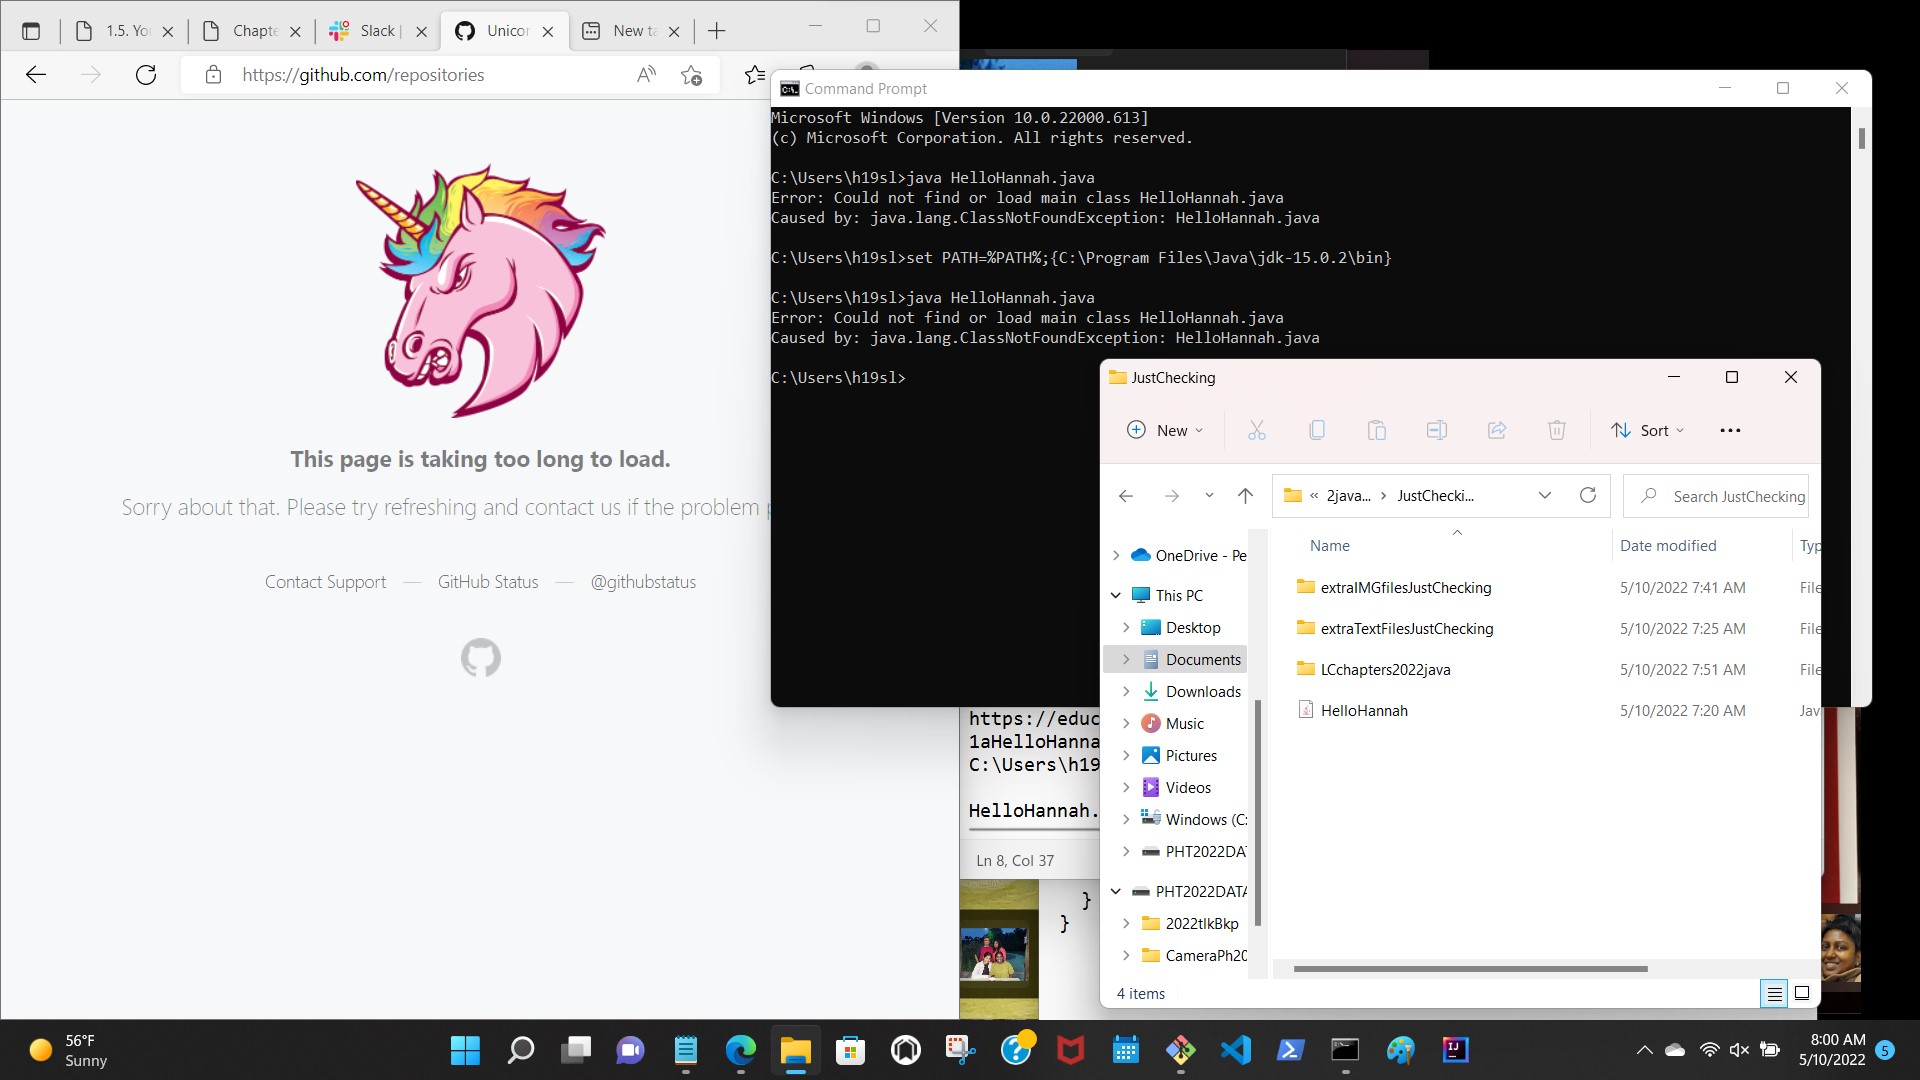 1.5. Yo
Chapte
Slack |
Unicor
New ta
https://github.com/repositories
This page is taking too long to load.
Sorry about that. Please try refreshing and contact us if the problem p
Contact Support — GitHub Status — @githubstatus
Command Prompt
Microsoft Windows [Version 10.0.22000.613]
(c) Microsoft Corporation. All rights reserved.
C:\Users\h19sl>java HelloHannah.java
Error: Could not find or load main class HelloHannah.java
Caused by: java.lang.ClassNotFoundException: HelloHannah.java
C:\Users\h19sl>set PATH=%PATH%;{C:\Program Files\Java\jdk-15.0.2\bin}
C:\Users\h19sl>java HelloHannah.java
Error: Could not find or load main class HelloHannah.java
Caused by: java.lang.ClassNotFoundException: HelloHannah.java
C:\Users\h19sl>
https://educ
1aHelloHanna
C:\Users\h19
HelloHannah.
Ln 8, Col 37
}
}
JustChecking
New
Sort
« 2java... › JustChecki...
Search JustChecking
Name Date modified Typ
OneDrive - Pe
This PC
Desktop
Documents
Downloads
Music
Pictures
Videos
Windows (C:
PHT2022DAT
PHT2022DATA
2022tlkBkp
CameraPh20
extraIMGfilesJustChecking 5/10/2022 7:41 AM File
extraTextFilesJustChecking 5/10/2022 7:25 AM File
LCchapters2022java 5/10/2022 7:51 AM File
HelloHannah 5/10/2022 7:20 AM Jav
4 items
56°F
Sunny
8:00 AM
5/10/2022
5